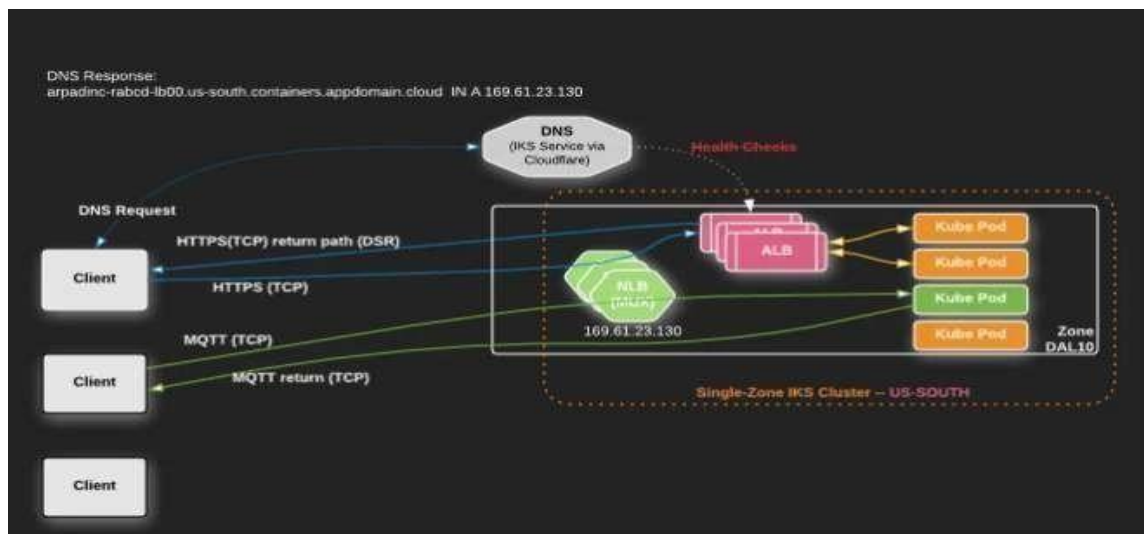 DNS Response:
arpadinc-rabcd-lb00.us-south.containers.appdomain.cloud IN A 169.61.23.130
DNS
(IKS Service via
Cloudflare)
Health Checks
DNS Request
HTTPS(TCP) return path (DSR)
Client
HTTPS (TCP)
ALB
ALB
Kube Pod
Kube Pod
Kube Pod
Kube Pod
NLB
(MUX)
169.61.23.130
Zone
DAL10
MQTT (TCP)
Client
MQTT return (TCP)
Single-Zone IKS Cluster -- US-SOUTH
Client